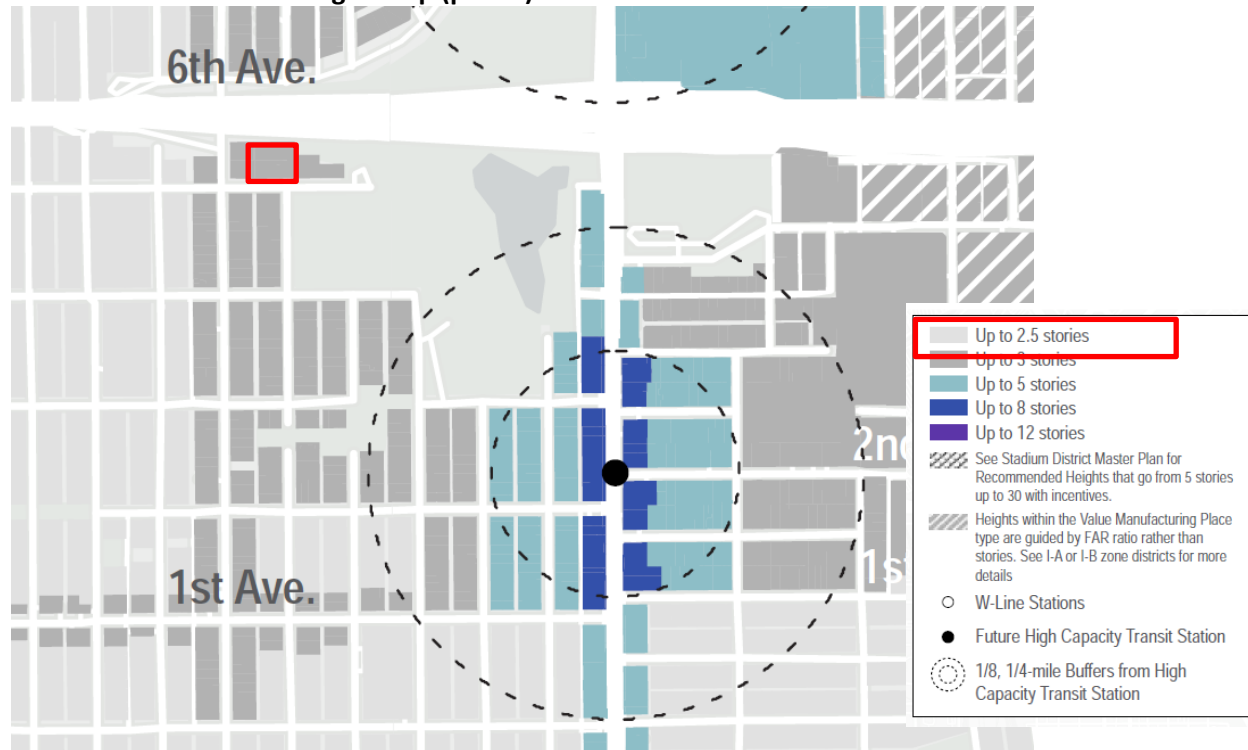 6th Ave.
Up to 2.5 stories
Up to 3 stories
Up to 5 stories
Up to 8 stories
2nd
Up to 12 stories
See Stadium District Master Plan for
Recommended Heights that go from 5 stories
up to 30 with incentives.
Heights within the Value Manufacturing Place
type are guided by FAR ratio rather than
stories. See I-A or I-B zone districts for more
details
1st Ave.
1s
W-Line Stations
Future High Capacity Transit Station
1/8, 1/4-mile Buffers from High
Capacity Transit Station